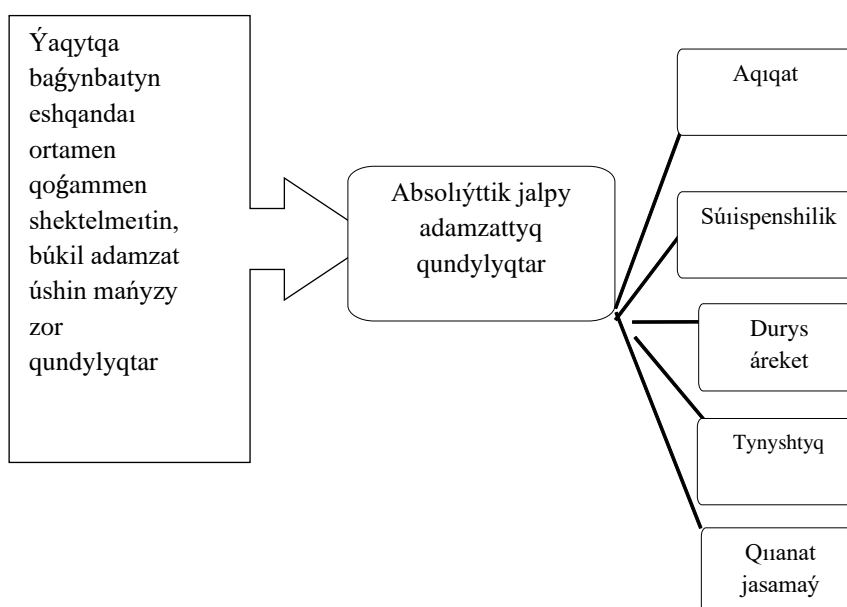 Ýaqytqa
baǵynbaıtyn
eshqandaı
ortamen
qoǵammen
shektelmeıtin,
búkil adamzat
úshin mańyzy
zor
qundylyqtar
Absolıýttik jalpy
adamzattyq
qundylyqtar
Aqıqat
Súıispenshilik
Durys
áreket
Tynyshtyq
Qııanat
jasamaý